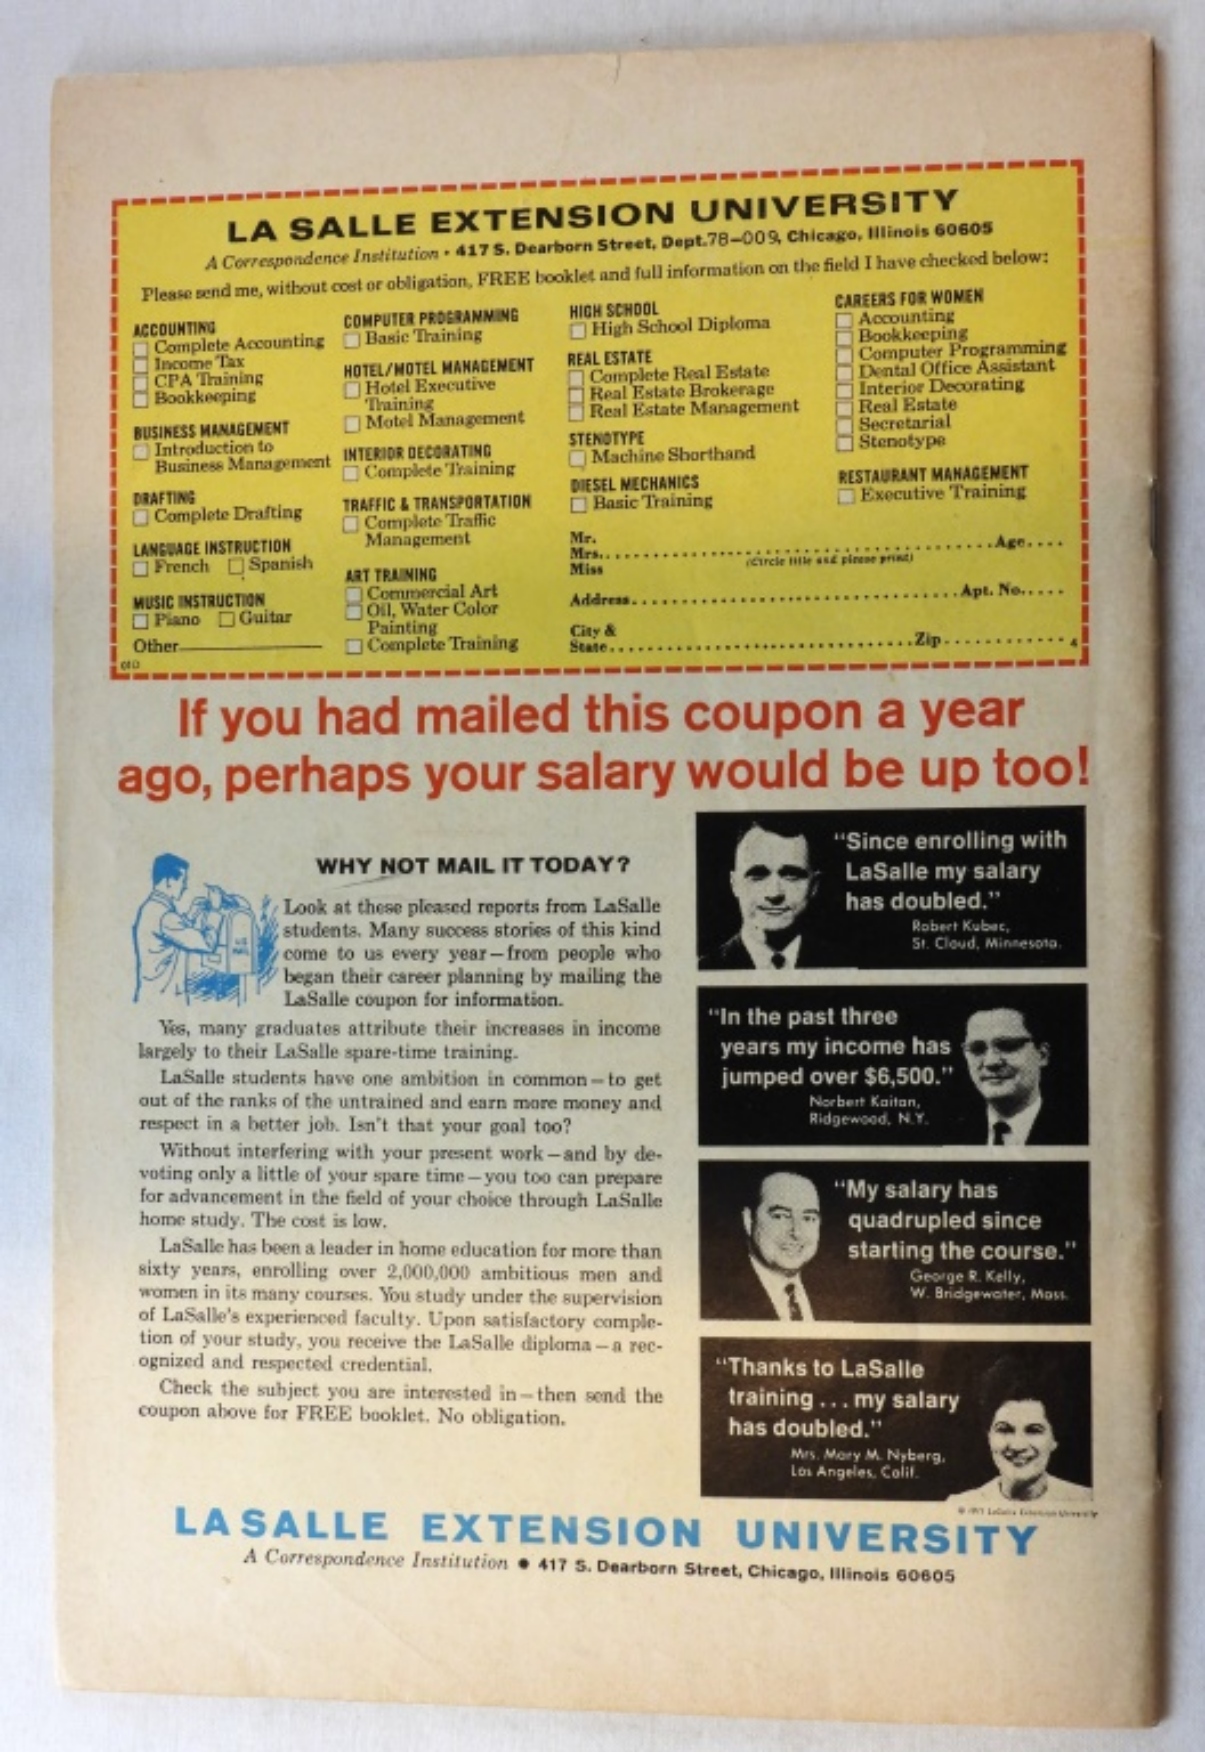 LA SALLE EXTENSION UNIVERSITY
A Correspondence Institution • 417 S. Dearborn Street, Dept.78-009, Chicago, Illinois 60605
Please send me, without cost or obligation, FREE booklet and full information on the field I have checked below:
ACCOUNTING
Complete Accounting
Income Tax
CPA Training
Bookkeeping
BUSINESS MANAGEMENT
Introduction to
Business Management
DRAFTING
Complete Drafting
LANGUAGE INSTRUCTION
French Spanish
MUSIC INSTRUCTION
Piano Guitar
Other
COMPUTER PROGRAMMING
Basic Training
HOTEL/MOTEL MANAGEMENT
Hotel Executive
Training
Motel Management
INTERIOR DECORATING
Complete Training
TRAFFIC & TRANSPORTATION
Complete Traffic
Management
ART TRAINING
Commercial Art
Oil, Water Color
Painting
Complete Training
HIGH SCHOOL
High School Diploma
REAL ESTATE
Complete Real Estate
Real Estate Brokerage
Real Estate Management
STENOTYPE
Machine Shorthand
DIESEL MECHANICS
Basic Training
CAREERS FOR WOMEN
Accounting
Bookkeeping
Computer Programming
Dental Office Assistant
Interior Decorating
Real Estate
Secretarial
Stenotype
RESTAURANT MANAGEMENT
Executive Training
Mr.
Mrs. Age
Miss (Circle title and please print)
Address Apt. No.
City &
State Zip 4
010
If you had mailed this coupon a year
ago, perhaps your salary would be up too!
WHY NOT MAIL IT TODAY?
Look at these pleased reports from LaSalle
students. Many success stories of this kind
come to us every year—from people who
began their career planning by mailing the
LaSalle coupon for information.
Yes, many graduates attribute their increases in income
largely to their LaSalle spare-time training.
LaSalle students have one ambition in common—to get
out of the ranks of the untrained and earn more money and
respect in a better job. Isn't that your goal too?
Without interfering with your present work—and by de-
voting only a little of your spare time—you too can prepare
for advancement in the field of your choice through LaSalle
home study. The cost is low.
LaSalle has been a leader in home education for more than
sixty years, enrolling over 2,000,000 ambitious men and
women in its many courses. You study under the supervision
of LaSalle's experienced faculty. Upon satisfactory comple-
tion of your study, you receive the LaSalle diploma—a rec-
ognized and respected credential.
Check the subject you are interested in—then send the
coupon above for FREE booklet. No obligation.
"Since enrolling with
LaSalle my salary
has doubled."
Robert Kubec,
St. Cloud, Minnesota.
"In the past three
years my income has
jumped over $6,500."
Norbert Kaitan,
Ridgewood, N.Y.
"My salary has
quadrupled since
starting the course."
George R. Kelly,
W. Bridgewater, Mass.
"Thanks to LaSalle
training...my salary
has doubled."
Mrs. Mary M. Nyberg,
Los Angeles, Calif.
LaSalle Extension University
LA SALLE EXTENSION UNIVERSITY
A Correspondence Institution • 417 S. Dearborn Street, Chicago, Illinois 60605